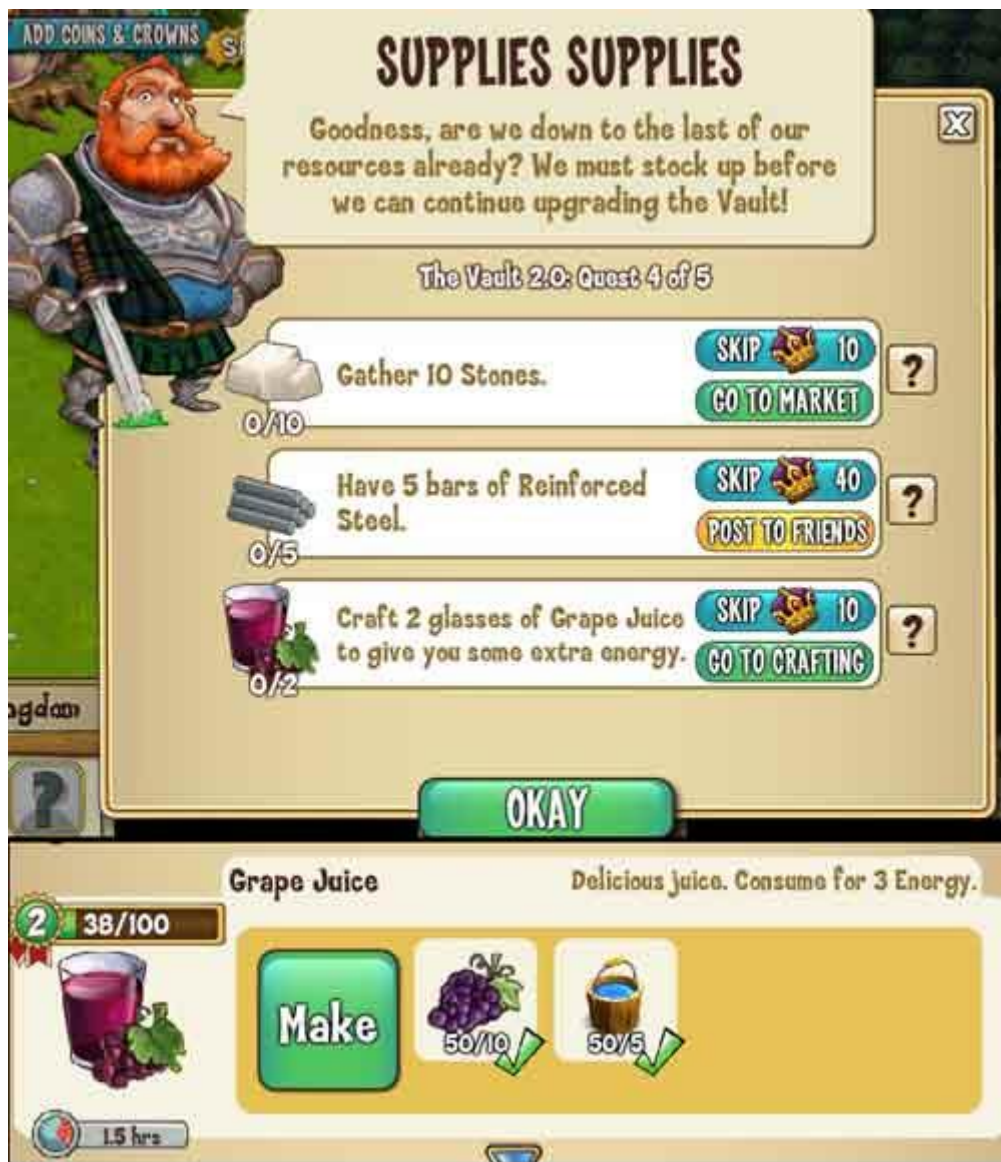 ADD COINS & CROWNS
SUPPLIES SUPPLIES
Goodness, are we down to the last of our
resources already? We must stock up before
we can continue upgrading the Vault!
The Vault 2.0: Quest 4 of 5
Gather 10 Stones.
0/10
SKIP 10
GO TO MARKET
?
Have 5 bars of Reinforced
Steel.
0/5
SKIP 40
POST TO FRIENDS
?
Craft 2 glasses of Grape Juice
to give you some extra energy.
0/2
SKIP 10
GO TO CRAFTING
?
ngdom
?
OKAY
Grape Juice
Delicious juice. Consume for 3 Energy.
2 38/100
Make
50/10
50/5
1.5 hrs